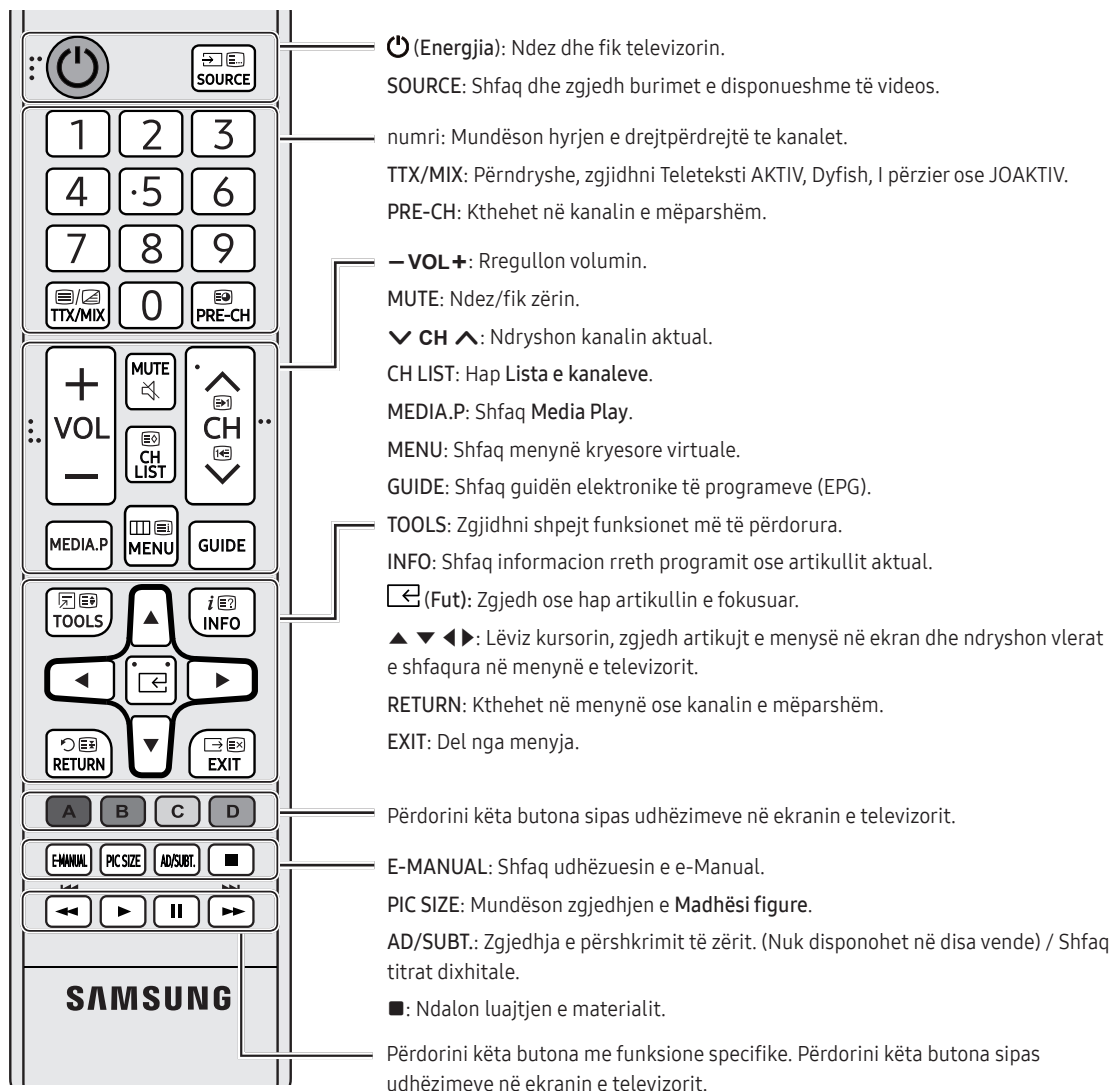 SOURCE
1 2 3
4 ·5 6
7 8 9
TTX/MIX 0 PRE-CH
MUTE
+ VOL —
CH
CH LIST
MEDIA.P MENU GUIDE
TOOLS INFO
RETURN EXIT
A B C D
E-MANUAL PIC SIZE AD/SUBT. ■
SAMSUNG
(Energjia): Ndez dhe fik televizorin.
SOURCE: Shfaq dhe zgjedh burimet e disponueshme të videos.
numri: Mundëson hyrjen e drejtpërdrejtë te kanalet.
TTX/MIX: Përndryshe, zgjidhni Teleteksti AKTIV, Dyfish, I përzier ose JOAKTIV.
PRE-CH: Kthehet në kanalin e mëparshëm.
— VOL +: Rregullon volumin.
MUTE: Ndez/fik zërin.
CH: Ndryshon kanalin aktual.
CH LIST: Hap Lista e kanaleve.
MEDIA.P: Shfaq Media Play.
MENU: Shfaq menynë kryesore virtuale.
GUIDE: Shfaq guidën elektronike të programeve (EPG).
TOOLS: Zgjidhni shpejt funksionet më të përdorura.
INFO: Shfaq informacion rreth programit ose artikullit aktual.
(Fut): Zgjedh ose hap artikullin e fokusuar.
▲ ▼ ◀ ▶: Lëviz kursorin, zgjedh artikujt e menysë në ekran dhe ndryshon vlerat
e shfaqura në menynë e televizorit.
RETURN: Kthehet në menynë ose kanalin e mëparshëm.
EXIT: Del nga menyja.
Përdorini këta butona sipas udhëzimeve në ekranin e televizorit.
E-MANUAL: Shfaq udhëzuesin e e-Manual.
PIC SIZE: Mundëson zgjedhjen e Madhësi figure.
AD/SUBT.: Zgjedhja e përshkrimit të zërit. (Nuk disponohet në disa vende) / Shfaq
titrat dixhitale.
■: Ndalon luajtjen e materialit.
Përdorini këta butona me funksione specifike. Përdorini këta butona sipas
udhëzimeve në ekranin e televizorit.